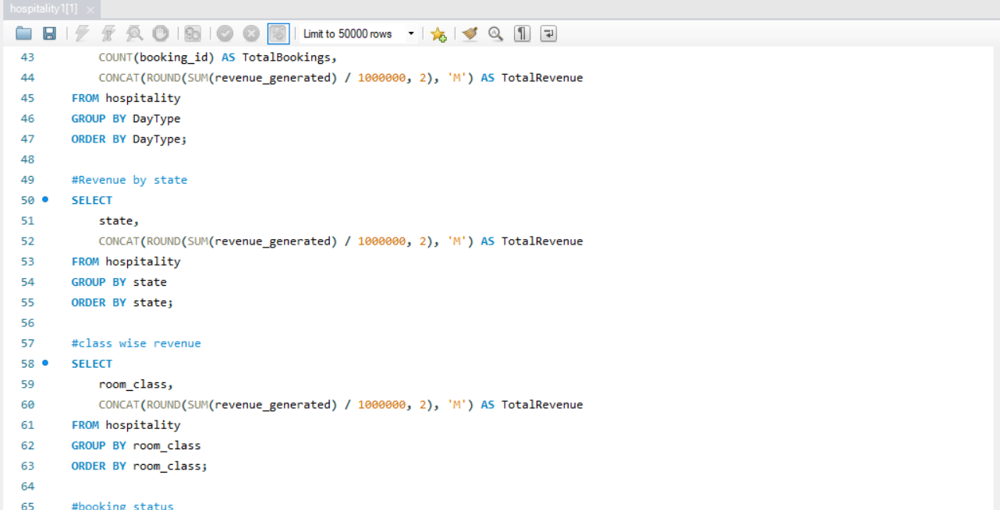 hospitality1[1]
Limit to 50000 rows
43 COUNT(booking_id) AS TotalBookings,
44 CONCAT(ROUND(SUM(revenue_generated) / 1000000, 2), 'M') AS TotalRevenue
45 FROM hospitality
46 GROUP BY DayType
47 ORDER BY DayType;
48
49 #Revenue by state
50 SELECT
51 state,
52 CONCAT(ROUND(SUM(revenue_generated) / 1000000, 2), 'M') AS TotalRevenue
53 FROM hospitality
54 GROUP BY state
55 ORDER BY state;
56
57 #class wise revenue
58 SELECT
59 room_class,
60 CONCAT(ROUND(SUM(revenue_generated) / 1000000, 2), 'M') AS TotalRevenue
61 FROM hospitality
62 GROUP BY room_class
63 ORDER BY room_class;
64
65 #booking status